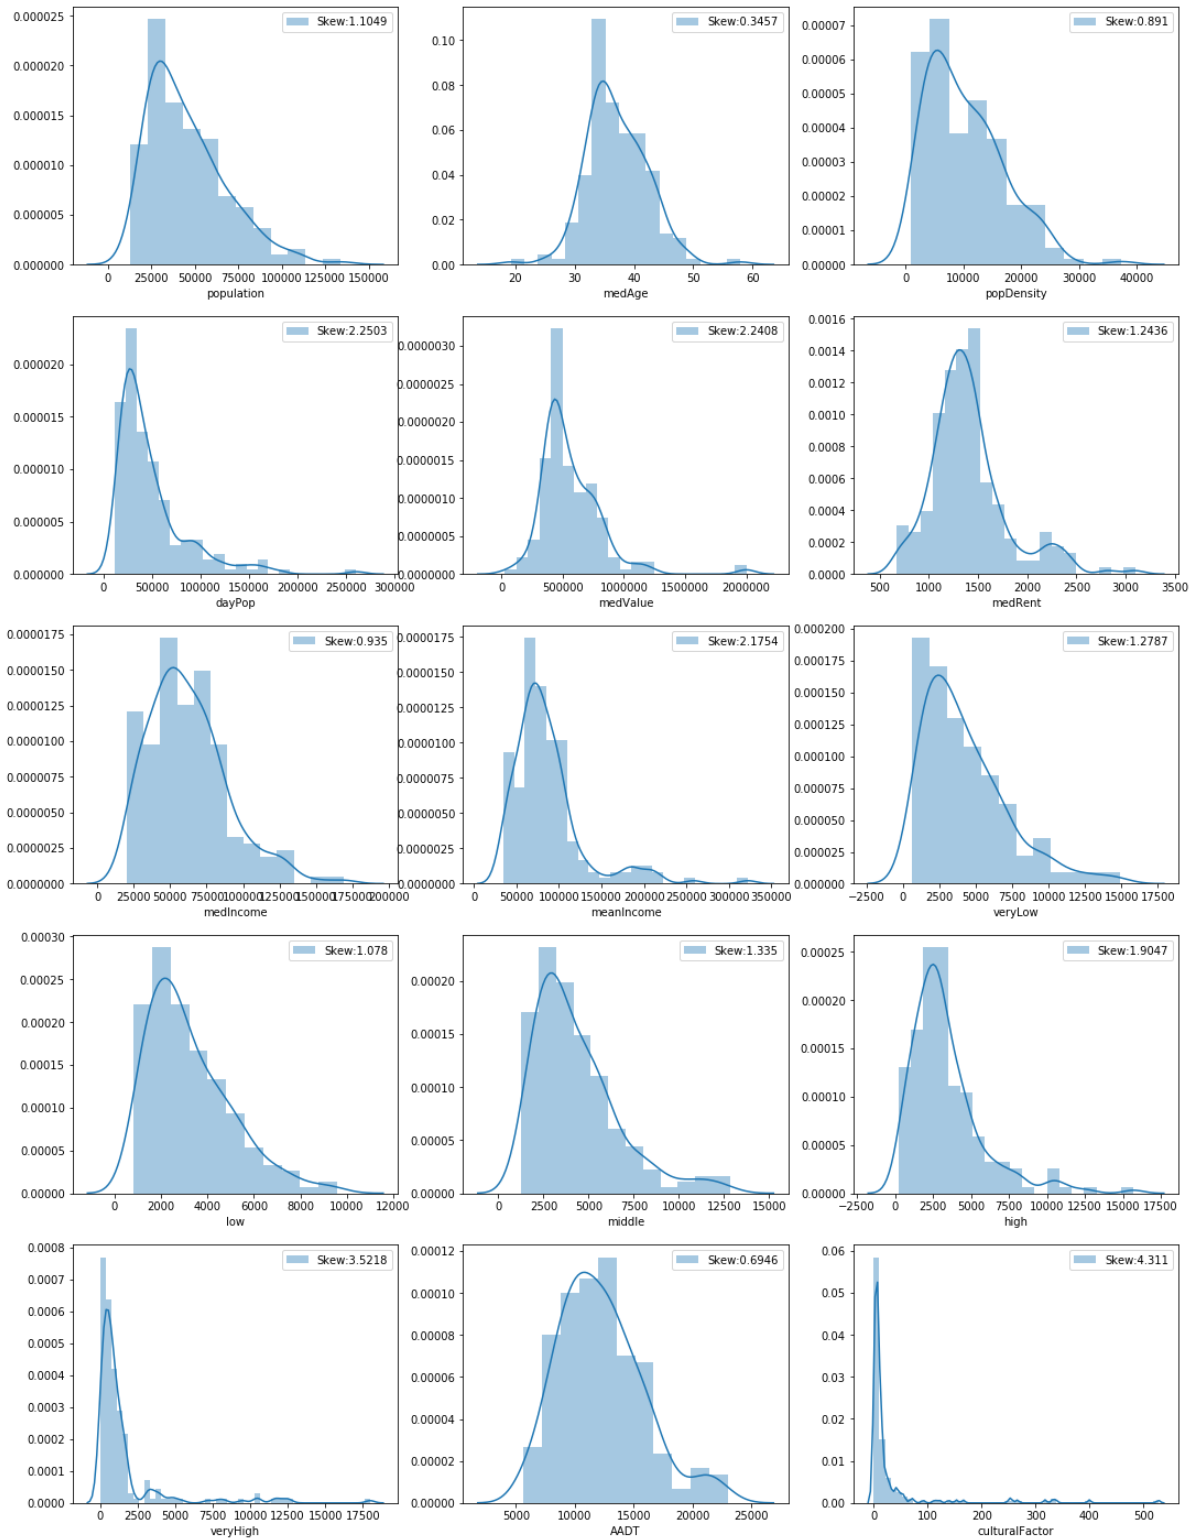 Skew:1.1049
0.000025
0.000020
0.000015
0.000010
0.000005
0.000000
0 25000 50000 75000 100000 125000 150000
population
Skew:0.3457
0.10
0.08
0.06
0.04
0.02
0.00
20 30 40 50 60
medAge
Skew:0.891
0.00007
0.00006
0.00005
0.00004
0.00003
0.00002
0.00001
0.00000
0 10000 20000 30000 40000
popDensity
Skew:2.2503
0.000020
0.000015
0.000010
0.000005
0.000000
0 50000 100000 150000 200000 250000 300000
dayPop
Skew:2.2408
0.0000030
0.0000025
0.0000020
0.0000015
0.0000010
0.0000005
0.0000000
0 500000 1000000 1500000 2000000
medValue
Skew:1.2436
0.0016
0.0014
0.0012
0.0010
0.0008
0.0006
0.0004
0.0002
0.0000
500 1000 1500 2000 2500 3000 3500
medRent
Skew:0.935
0.0000175
0.0000150
0.0000125
0.0000100
0.0000075
0.0000050
0.0000025
0.0000000
0 25000 50000 75000 100000 125000 150000 175000 200000
medIncome
Skew:2.1754
0.0000175
0.0000150
0.0000125
0.0000100
0.0000075
0.0000050
0.0000025
0.0000000
0 50000 100000 150000 200000 250000 300000 350000
meanIncome
Skew:1.2787
0.000200
0.000175
0.000150
0.000125
0.000100
0.000075
0.000050
0.000025
0.000000
−2500 0 2500 5000 7500 10000 12500 15000 17500
veryLow
Skew:1.078
0.00030
0.00025
0.00020
0.00015
0.00010
0.00005
0.00000
0 2000 4000 6000 8000 10000 12000
low
Skew:1.335
0.00020
0.00015
0.00010
0.00005
0.00000
0 2500 5000 7500 10000 12500 15000
middle
Skew:1.9047
0.00025
0.00020
0.00015
0.00010
0.00005
0.00000
−2500 0 2500 5000 7500 10000 12500 15000 17500
high
Skew:3.5218
0.0008
0.0007
0.0006
0.0005
0.0004
0.0003
0.0002
0.0001
0.0000
0 2500 5000 7500 10000 12500 15000 17500
veryHigh
Skew:0.6946
0.00012
0.00010
0.00008
0.00006
0.00004
0.00002
0.00000
5000 10000 15000 20000 25000
AADT
Skew:4.311
0.06
0.05
0.04
0.03
0.02
0.01
0.00
0 100 200 300 400 500
culturalFactor